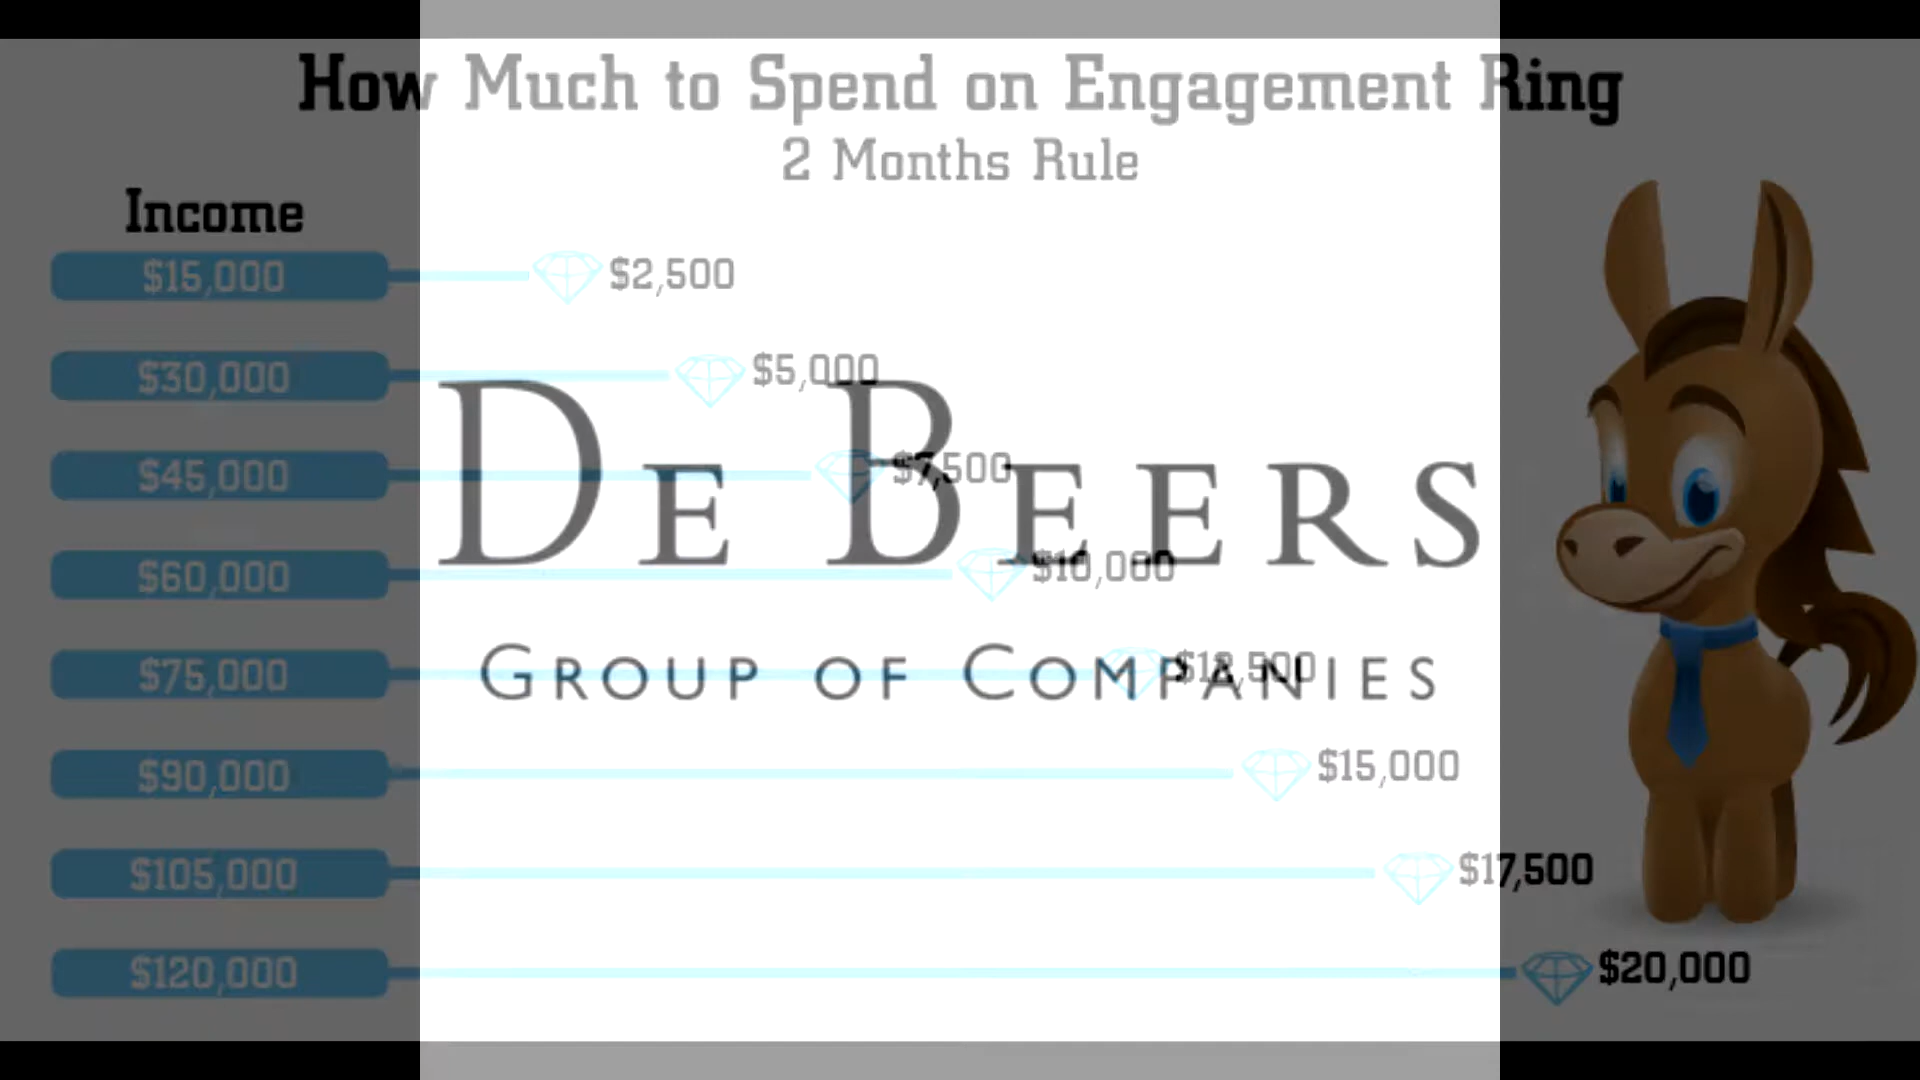 How Much to Spend on Engagement Ring
2 Months Rule
Income
$15,000 $2,500
$30,000 $5,000
$45,000 $7,500
DE BEERS
$60,000 $10,000
$75,000 $12,500
GROUP OF COMPANIES
$90,000 $15,000
$105,000 $17,500
$120,000 $20,000